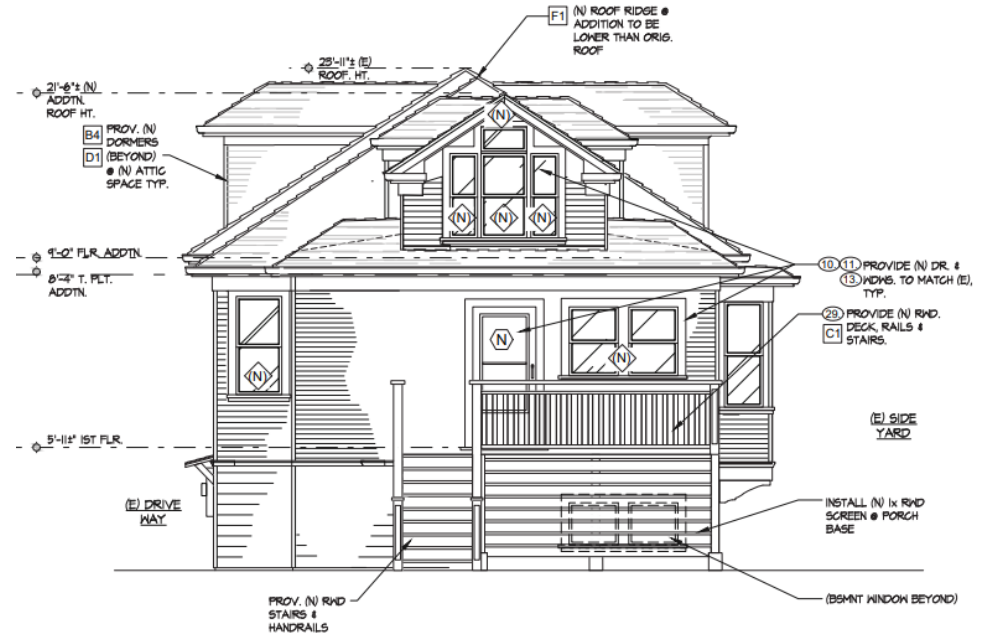 F1 (N) ROOF RIDGE @
ADDITION TO BE
LOWER THAN ORIG.
ROOF
23'-11"± (E)
ROOF. HT.
21'-6"± (N)
ADDTN.
ROOF HT.
B4 PROV. (N)
DORMERS
D1 (BEYOND)
@ (N) ATTIC
SPACE TYP.
(N)
(N) (N) (N)
9'-0" FLR. ADDTN.
8'-4" T. PLT.
ADDTN.
10. 11. PROVIDE (N) DR. &
13. WDWS. TO MATCH (E),
TYP.
29. PROVIDE (N) RWD.
C1 DECK, RAILS &
STAIRS.
N
(N)
(N)
(E) SIDE
YARD
5'-11±" 1ST FLR.
(E) DRIVE
WAY
INSTALL (N) 1x RWD
SCREEN @ PORCH
BASE
PROV. (N) RWD
STAIRS &
HANDRAILS
(BSMNT WINDOW BEYOND)